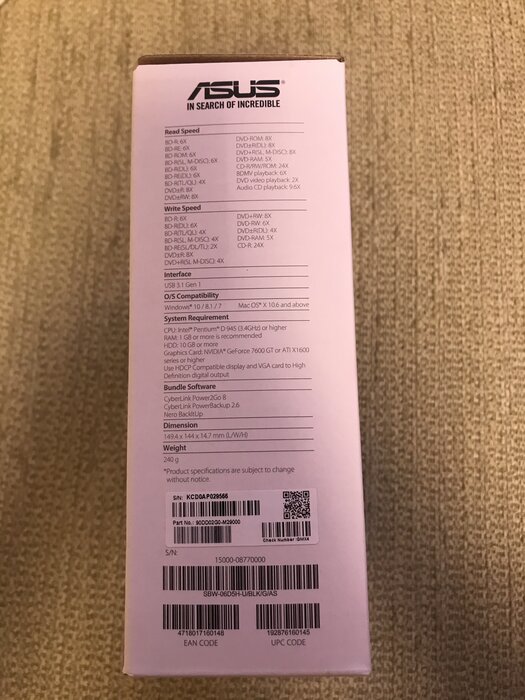 ASUS
IN SEARCH OF INCREDIBLE
Read Speed
BD-R: 6X
BD-RE: 6X
BD-ROM: 6X
BD-R(SL, M-DISC): 6X
BD-R(DL): 6X
BD-RE(DL): 6X
BD-R(TL/QL): 4X
DVD±R: 8X
DVD±RW: 8X
DVD-ROM: 8X
DVD±R(DL): 8X
DVD+R(SL, M-DISC): 8X
DVD-RAM: 5X
CD-R/RW/ROM: 24X
BDMV playback: 6X
DVD video playback: 2X
Audio CD playback: 9.6X
Write Speed
BD-R: 6X
BD-R(DL): 6X
BD-R(TL/QL): 4X
BD-R(SL, M-DISC): 4X
BD-RE(SL/DL/TL): 2X
DVD±R: 8X
DVD+R(SL M-DISC): 4X
DVD+RW: 8X
DVD-RW: 6X
DVD±R(DL): 4X
DVD-RAM: 5X
CD-R: 24X
Interface
USB 3.1 Gen 1
O/S Compatibility
Windows® 10 / 8.1 / 7 Mac OS® X 10.6 and above
System Requirement
CPU: Intel® Pentium® D 945 (3.4GHz) or higher
RAM: 1 GB or more is recommended
HDD: 10 GB or more
Graphics Card: NVIDIA® GeForce 7600 GT or ATI X1600
series or higher
Use HDCP Compatible display and VGA card to High
Definition digital output
Bundle Software
CyberLink Power2Go 8
CyberLink PowerBackup 2.6
Nero BackItUp
Dimension
149.4 x 144 x 14.7 mm (L/W/H)
Weight
240 g
*Product specifications are subject to change
without notice.
S/N: KCD0AP029566
Part No.: 90DD02G0-M29000
Check Number :GMX4
S/N:
15000-08770000
SBW-06D5H-U/BLK/G/AS
4718017160148
EAN CODE
192876160145
UPC CODE